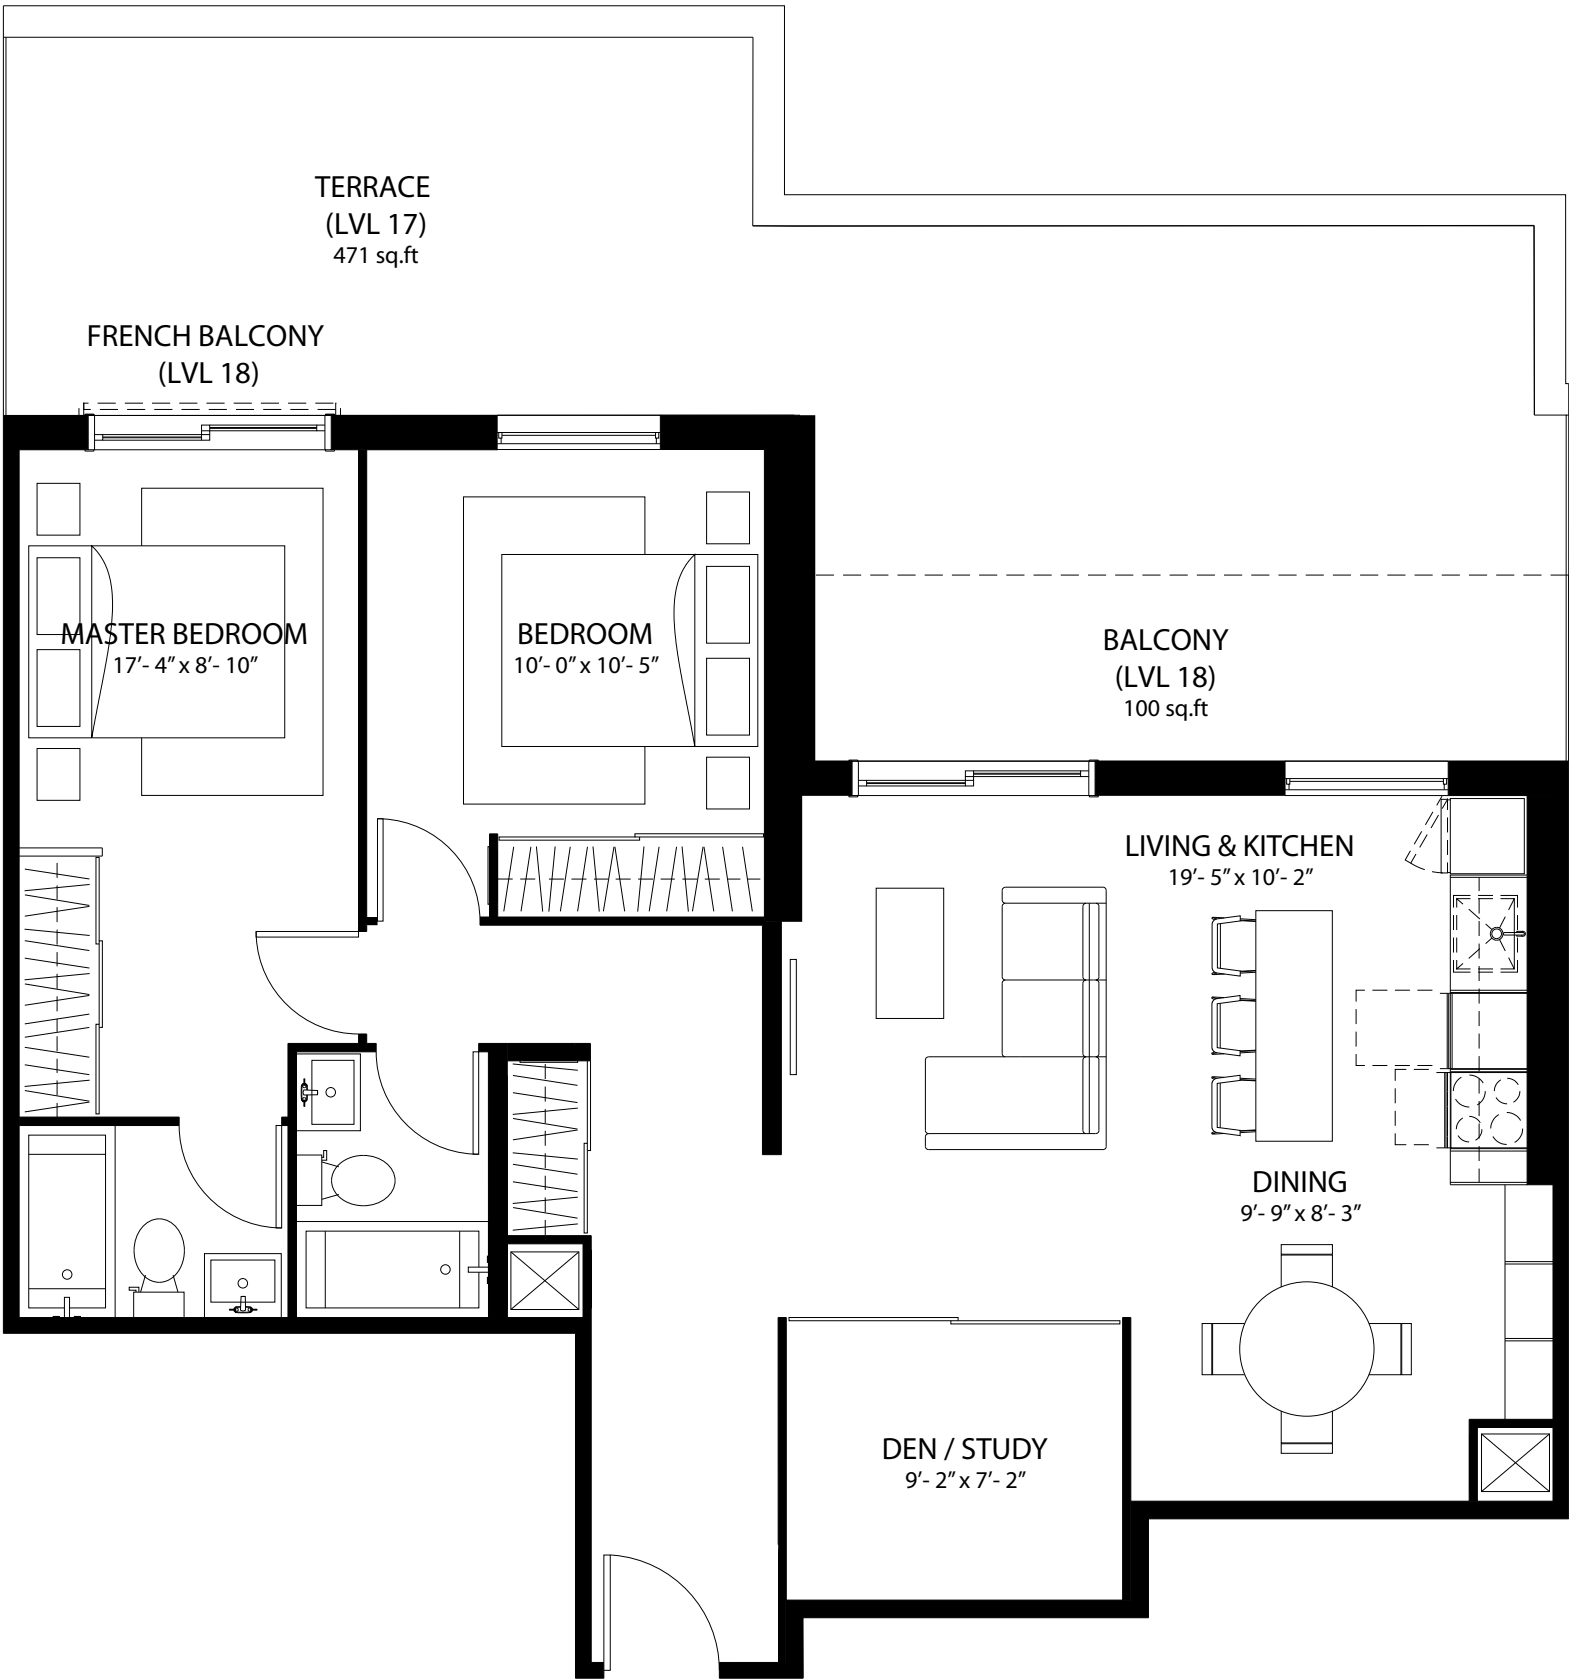 TERRACE
(LVL 17)
471 sq.ft
FRENCH BALCONY
(LVL 18)
MASTER BEDROOM
17’- 4” x 8’- 10”
BEDROOM
10’- 0” x 10’- 5”
BALCONY
(LVL 18)
100 sq.ft
LIVING & KITCHEN
19’- 5” x 10’- 2”
DINING
9’- 9” x 8’- 3”
DEN / STUDY
9’- 2” x 7’- 2”